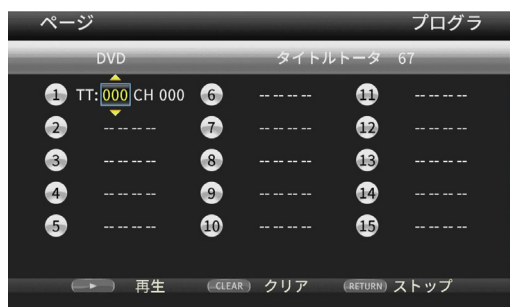 ページ プログラ
DVD タイトルトータ 67
1 TT:000 CH 000 6 -- -- -- -- 11 -- -- -- --
2 -- -- -- -- 7 -- -- -- -- 12 -- -- -- --
3 -- -- -- -- 8 -- -- -- -- 13 -- -- -- --
4 -- -- -- -- 9 -- -- -- -- 14 -- -- -- --
5 -- -- -- -- 10 -- -- -- -- 15 -- -- -- --
再生 CLEAR クリア RETURN ストップ